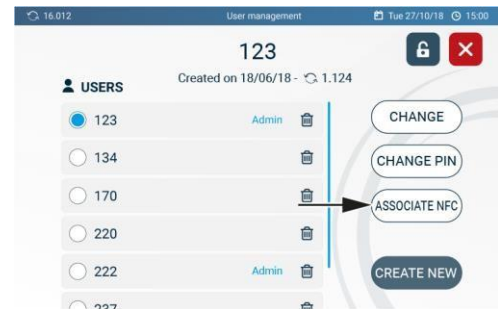 16.012 User management Tue 27/10/18 15:00
123
Created on 18/06/18 - 1.124
USERS
123 Admin
134
170
220
222 Admin
237
CHANGE
CHANGE PIN
ASSOCIATE NFC
CREATE NEW